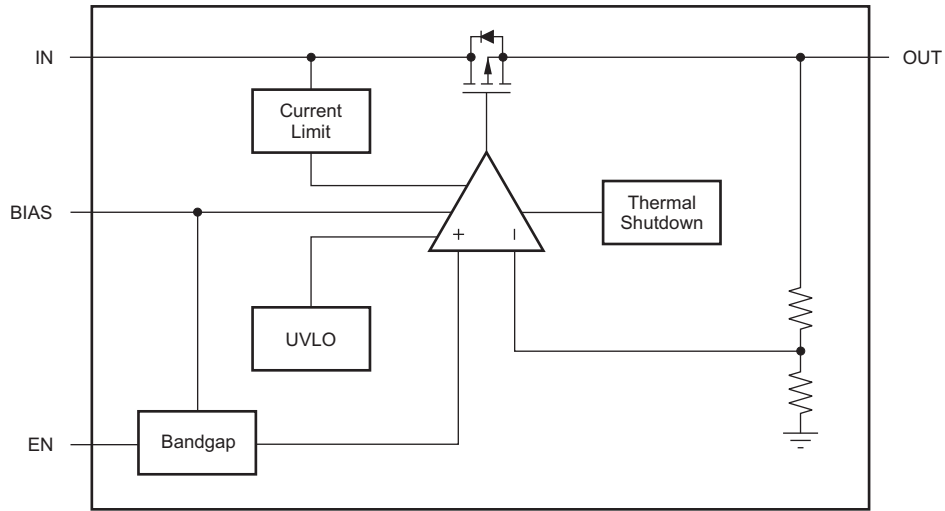 IN
OUT
Current
Limit
BIAS
Thermal
Shutdown
+
–
UVLO
EN
Bandgap